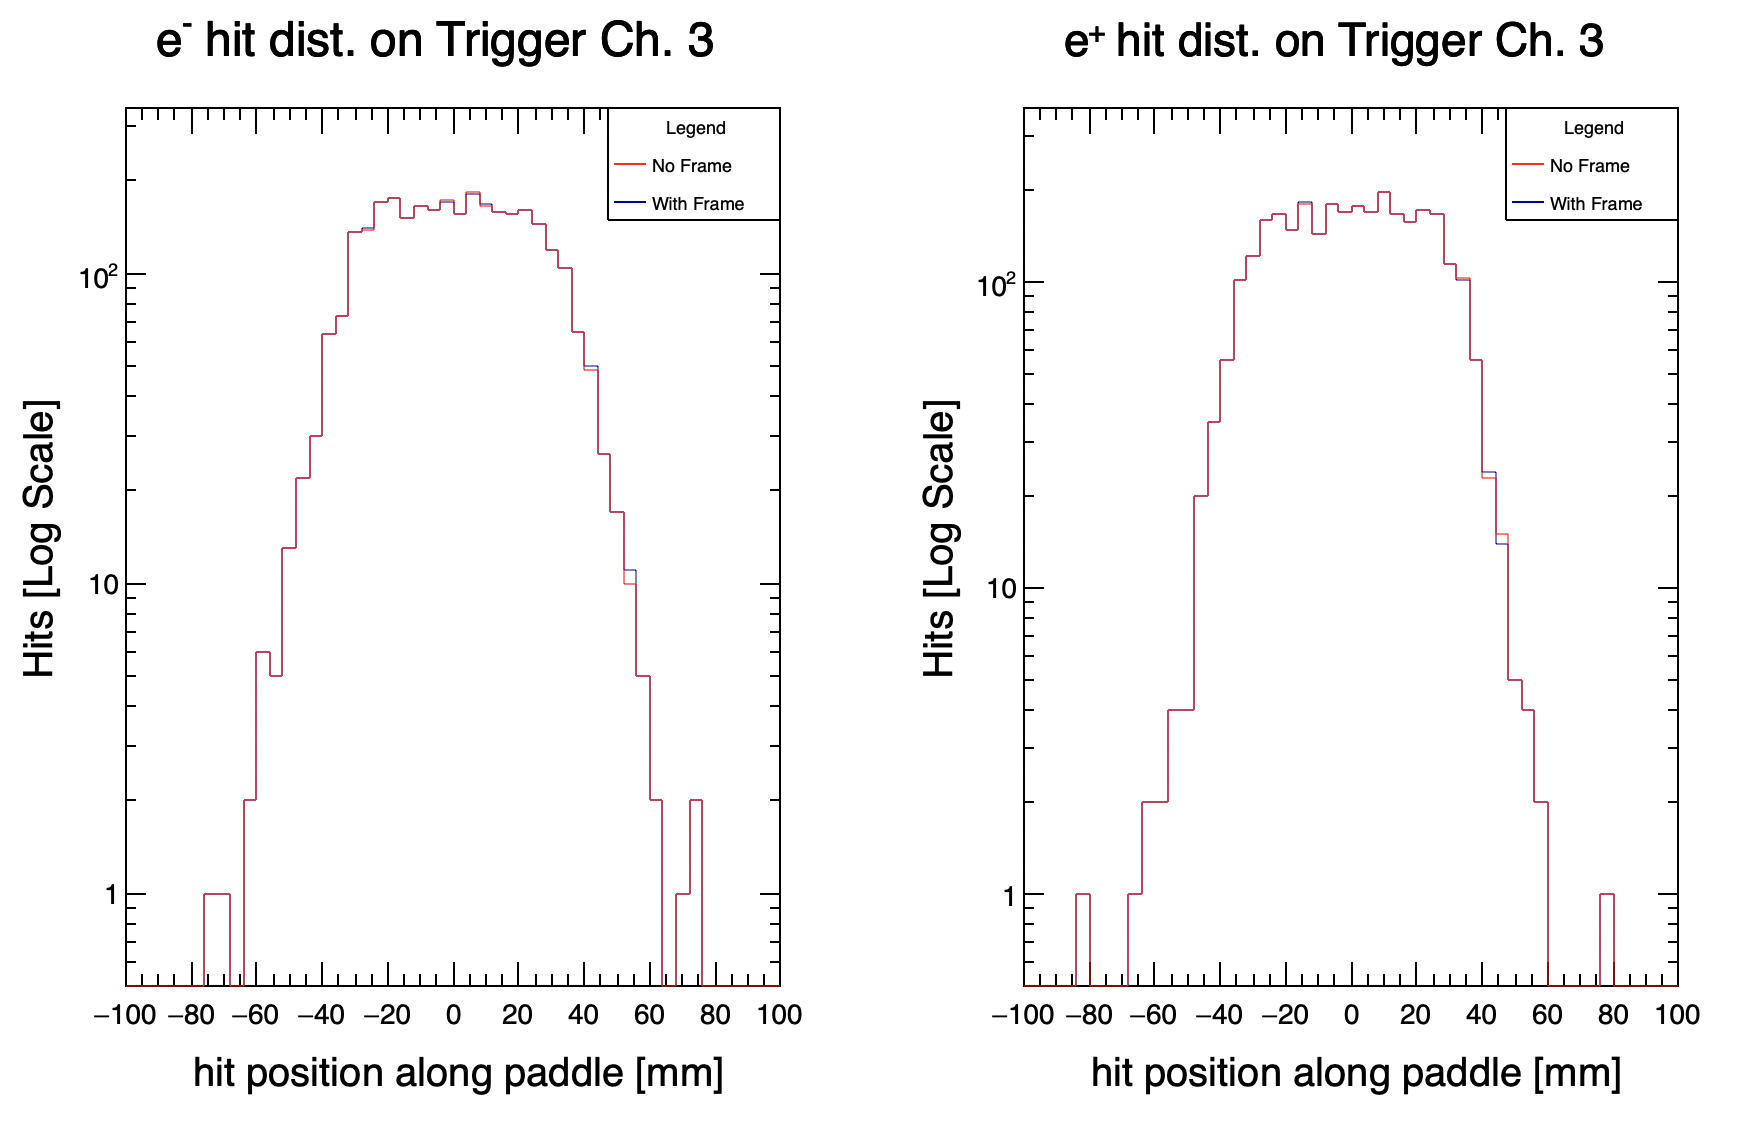 e⁻ hit dist. on Trigger Ch. 3
Legend
No Frame
With Frame
10²
10
1
Hits [Log Scale]
−100 −80 −60 −40 −20 0 20 40 60 80 100
hit position along paddle [mm]
e⁺ hit dist. on Trigger Ch. 3
Legend
No Frame
With Frame
10²
10
1
Hits [Log Scale]
−100 −80 −60 −40 −20 0 20 40 60 80 100
hit position along paddle [mm]